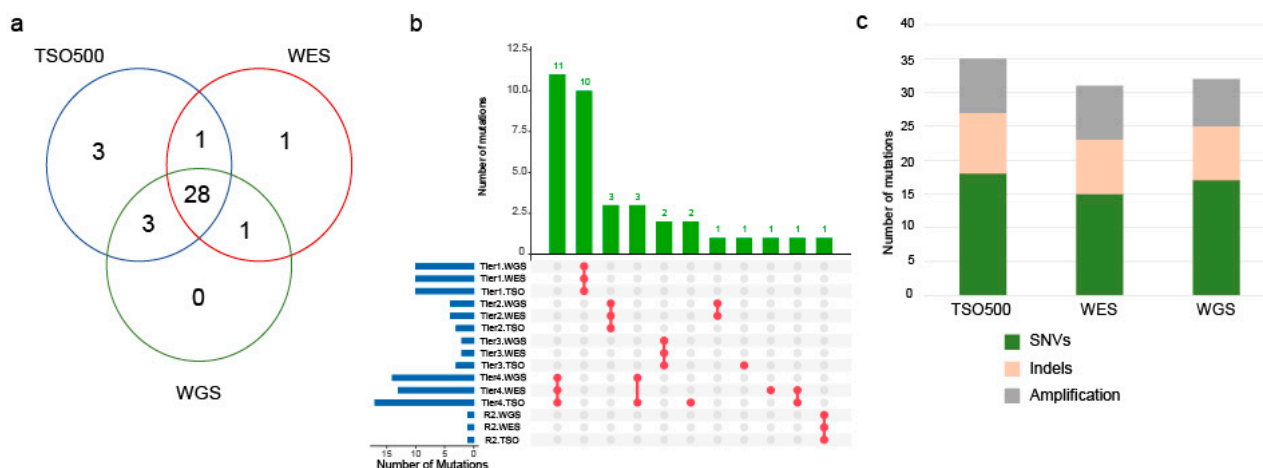 a
TSO500
WES
3
1
1
28
3
1
0
WGS
b
12.5
10.0
7.5
5.0
2.5
0
Number of mutations
11
10
3
3
2
2
1
1
1
1
1
Tier1.WGS
Tier1.WES
Tier1.TSO
Tier2.WGS
Tier2.WES
Tier2.TSO
Tier3.WGS
Tier3.WES
Tier3.TSO
Tier4.WGS
Tier4.WES
Tier4.TSO
R2.WGS
R2.WES
R2.TSO
15 10 5 0
Number of Mutations
c
40
35
30
25
20
15
10
5
0
Number of mutations
TSO500 WES WGS
SNVs
Indels
Amplification